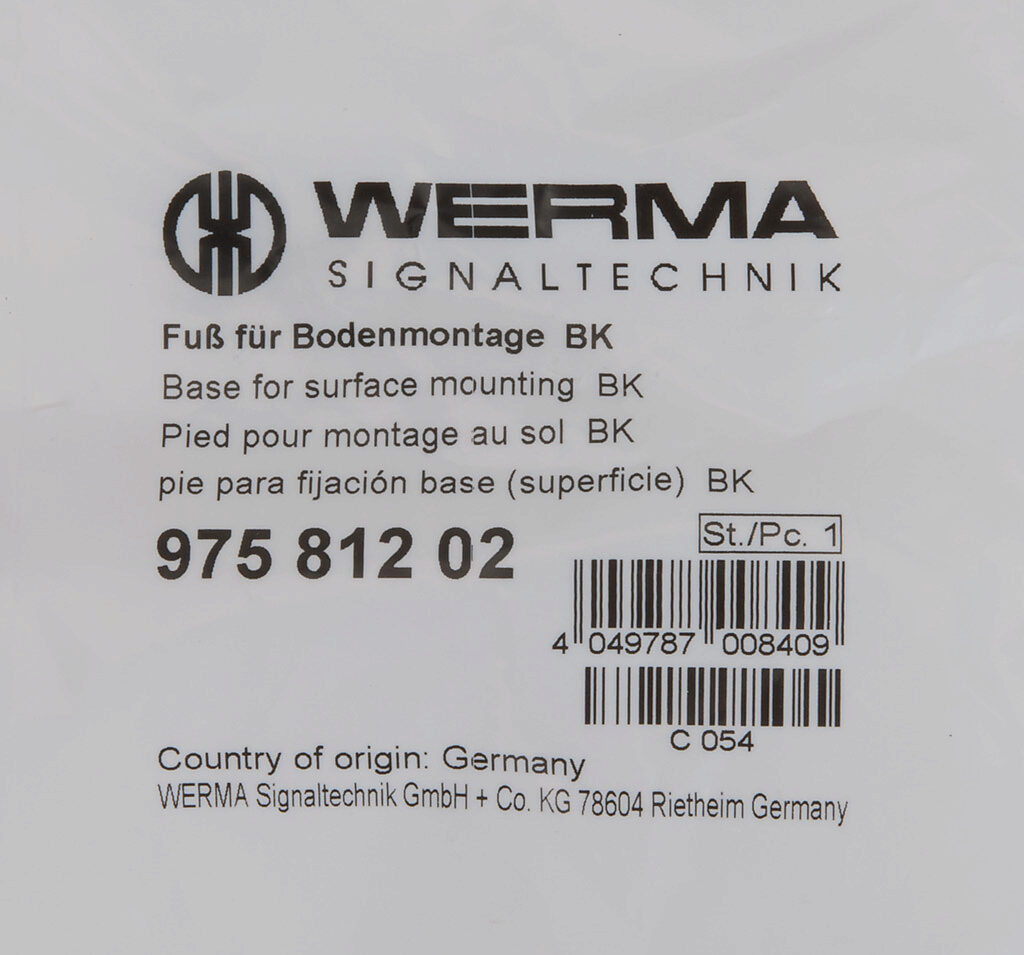 WERMA
SIGNALTECHNIK
Fuß für Bodenmontage BK
Base for surface mounting BK
Pied pour montage au sol BK
pie para fijación base (superficie) BK
975 812 02
St./Pc. 1
4 049787 008409
C 054
Country of origin: Germany
WERMA Signaltechnik GmbH + Co. KG 78604 Rietheim Germany